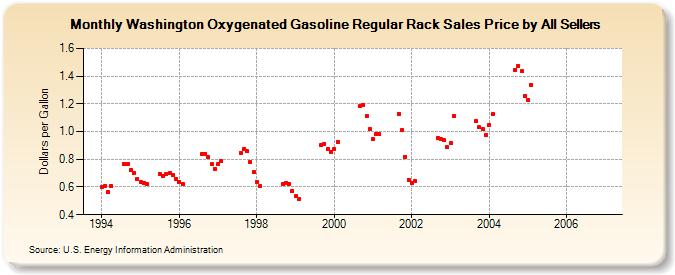 Monthly Washington Oxygenated Gasoline Regular Rack Sales Price by All Sellers
Dollars per Gallon
1.6
1.4
1.2
1.0
0.8
0.6
0.4
1994 1996 1998 2000 2002 2004 2006
Source: U.S. Energy Information Administration